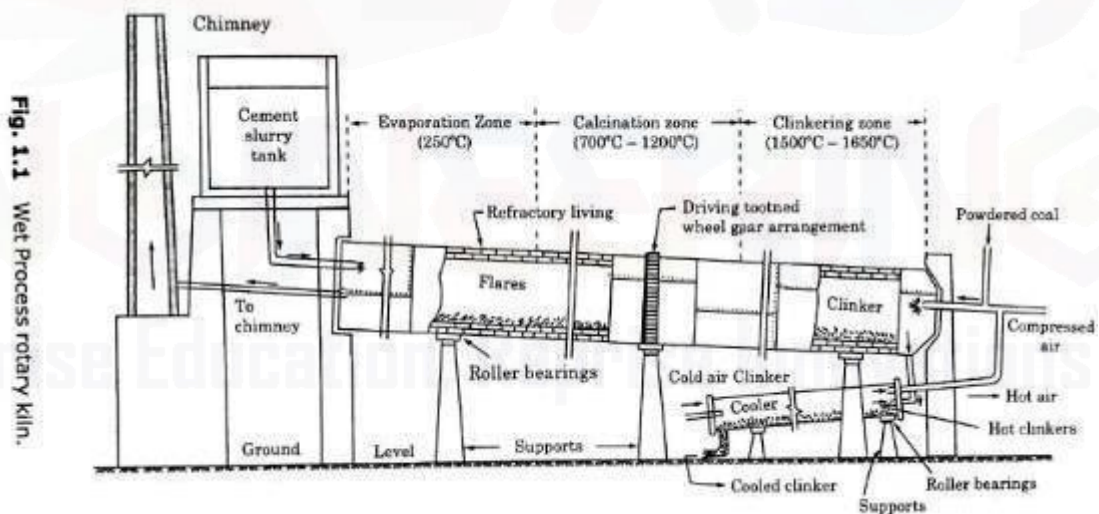 Chimney
Cement
slurry
tank
Evaporation Zone
(250°C)
Calcination zone
(700°C – 1200°C)
Clinkering zone
(1500°C – 1650°C)
Refractory living
Driving tootned
wheel gear arrangement
Powdered coal
Flares
Clinker
To
chimney
Compressed
air
Roller bearings
Cold air Clinker
Cooler
Hot air
Hot clinkers
Ground
Level
Supports
Cooled clinker
Roller bearings
Supports
Fig. 1.1 Wet Process rotary kiln.